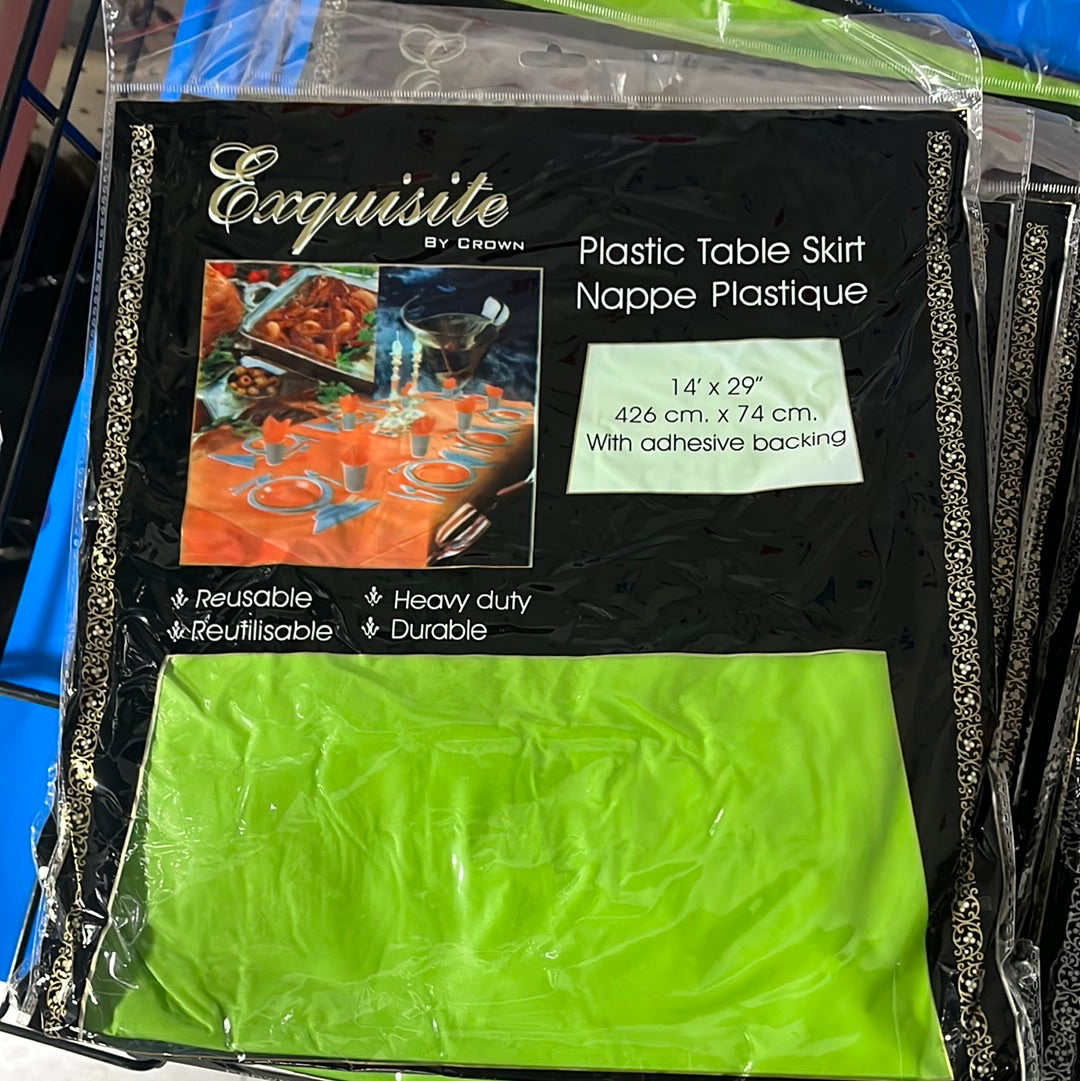 Exquisite
BY CROWN
Plastic Table Skirt
Nappe Plastique
14' x 29"
426 cm. x 74 cm.
With adhesive backing
Reusable
Heavy duty
Reutilisable
Durable